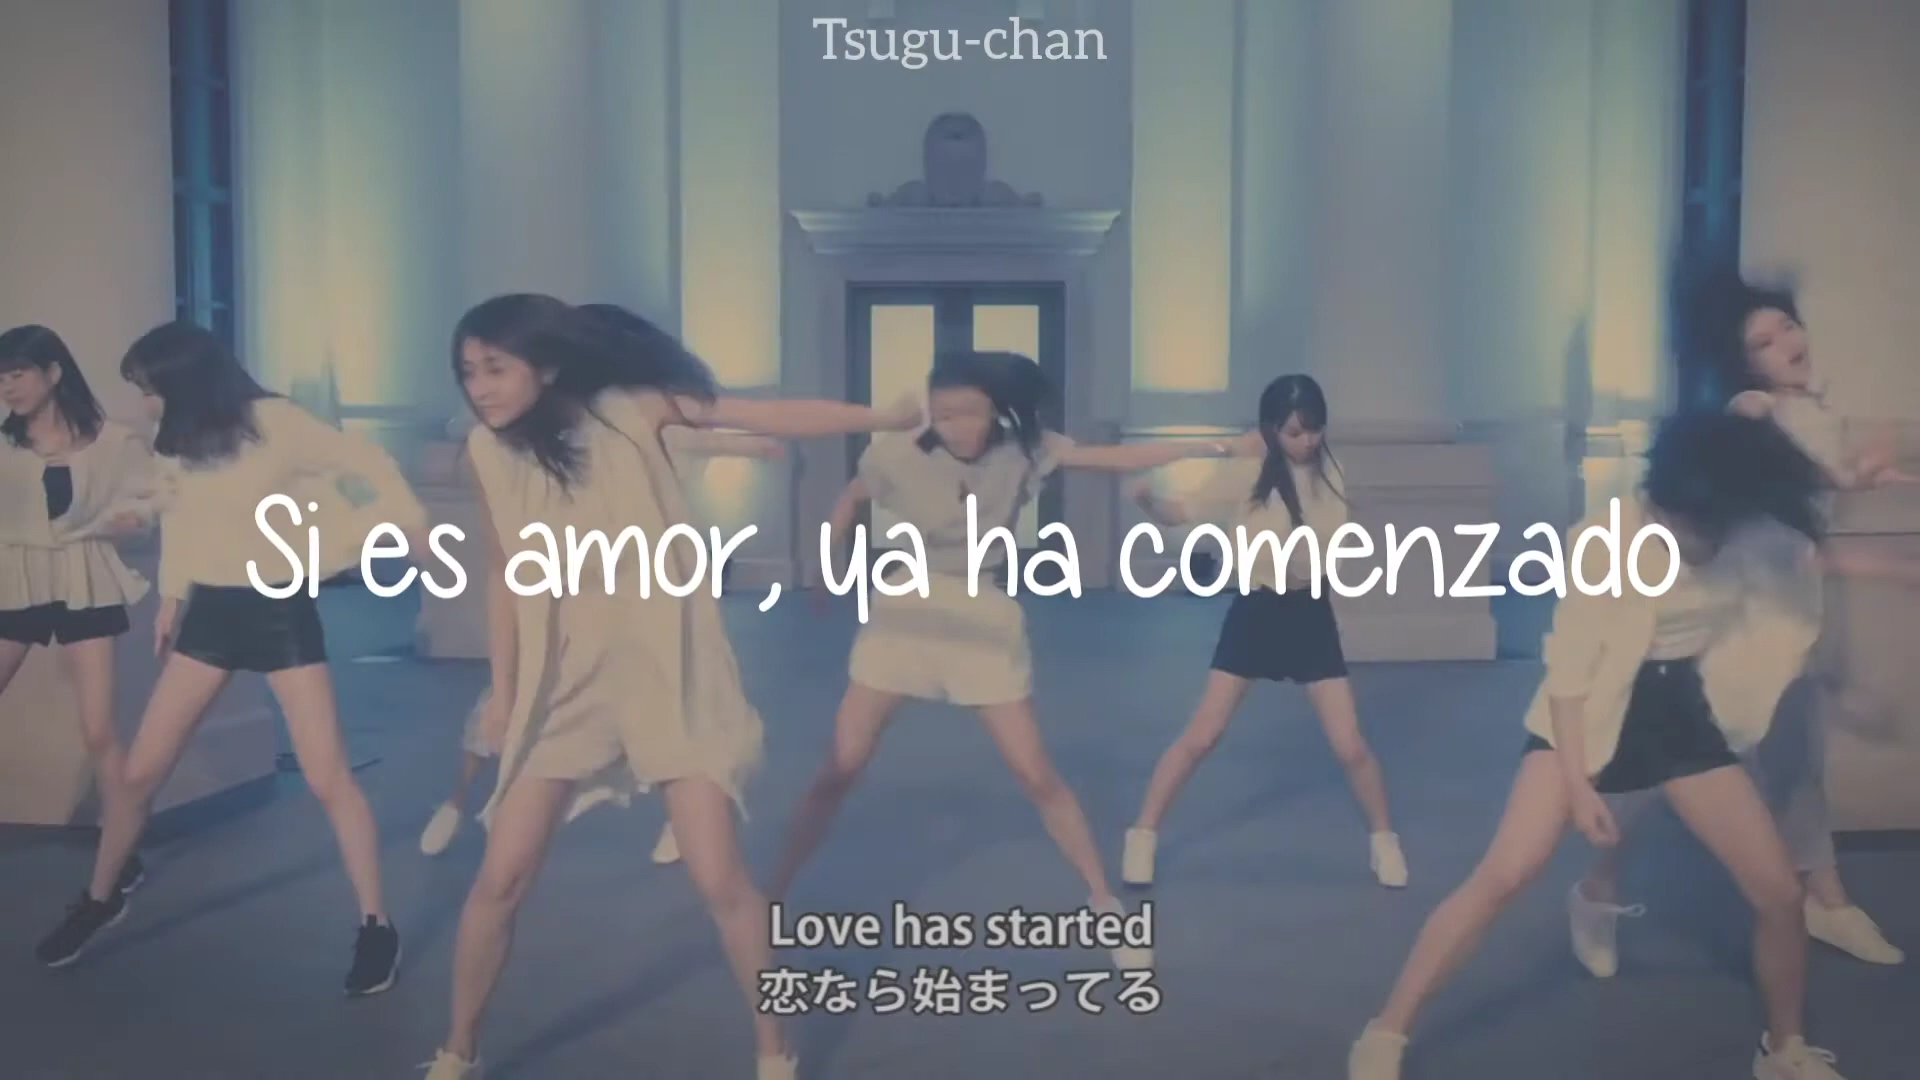 Tsugu-chan
Si es amor, ya ha comenzado
Love has started
恋なら始まってる